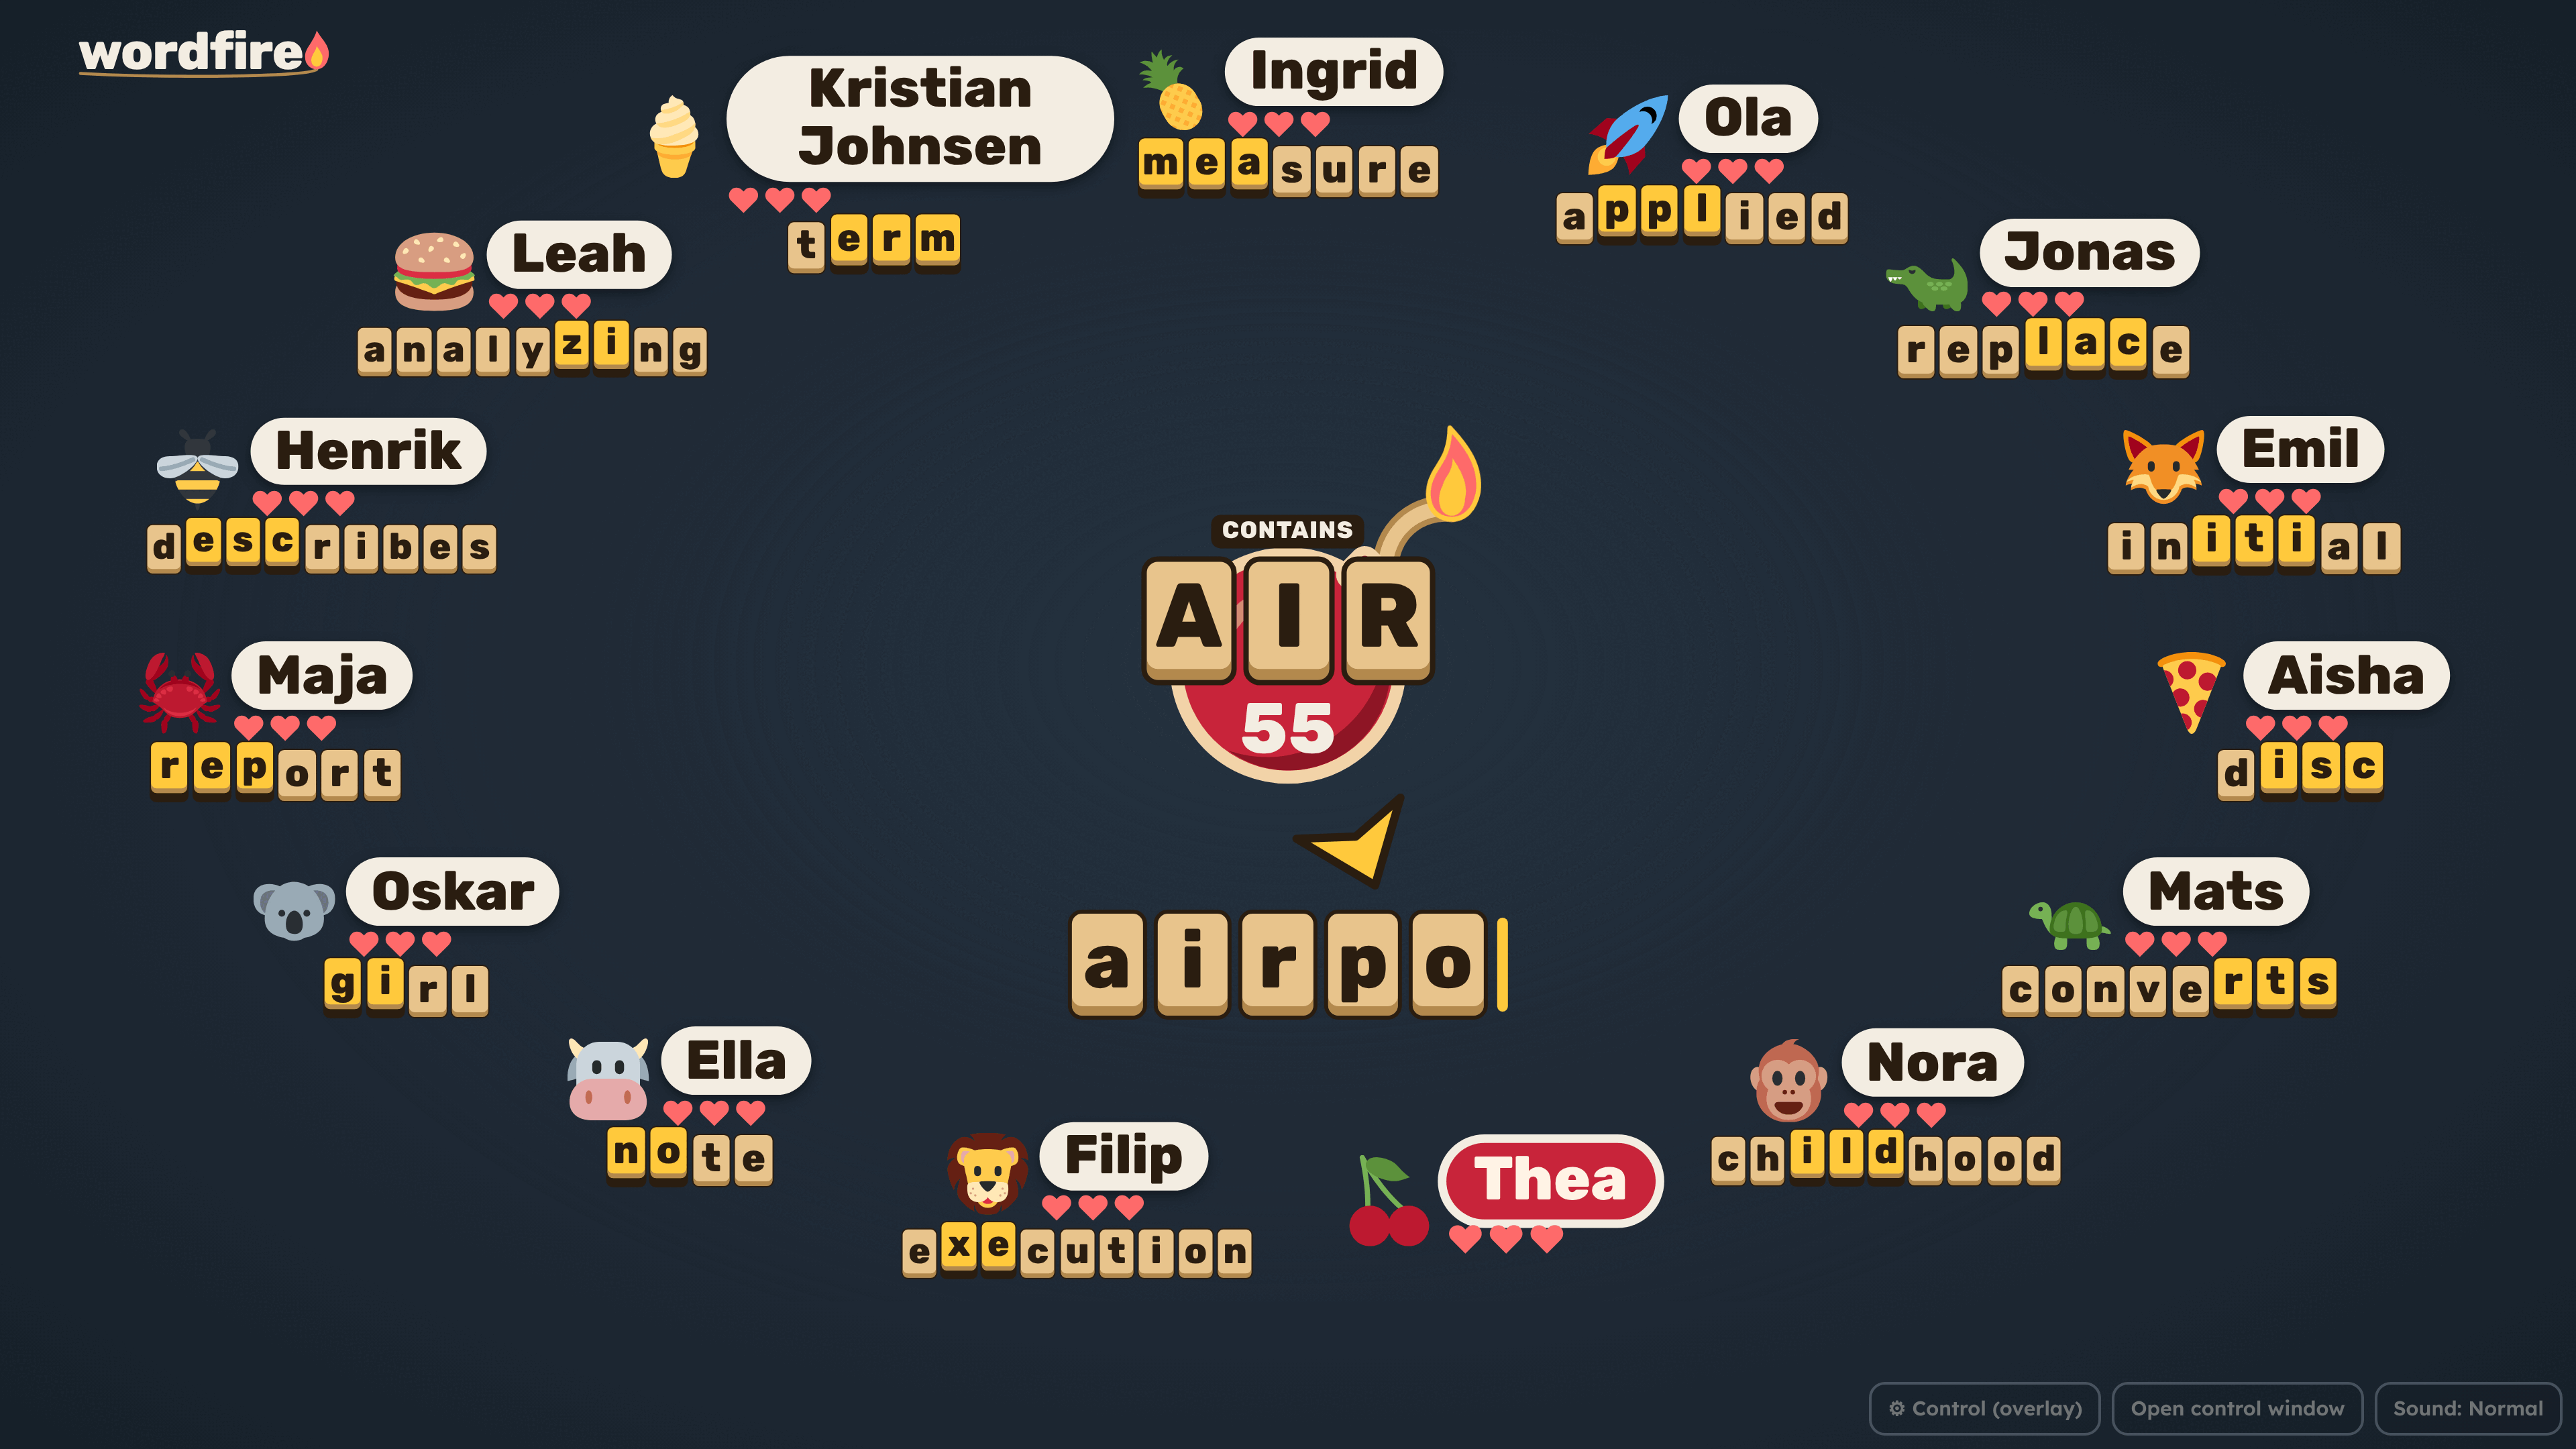 wordfire
Kristian
Johnsen
term
Ingrid
measure
Ola
applied
Leah
analyzing
Jonas
replace
Henrik
describes
Emil
initial
CONTAINS
AIR
55
Maja
report
Aisha
disc
airpo
Oskar
girl
Mats
converts
Ella
note
Nora
childhood
Filip
execution
Thea
⚙ Control (overlay)
Open control window
Sound: Normal